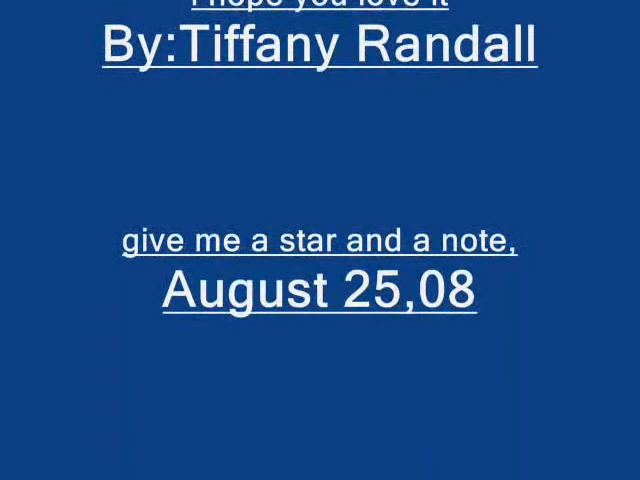 I hope you love it
By:Tiffany Randall
give me a star and a note,
August 25,08